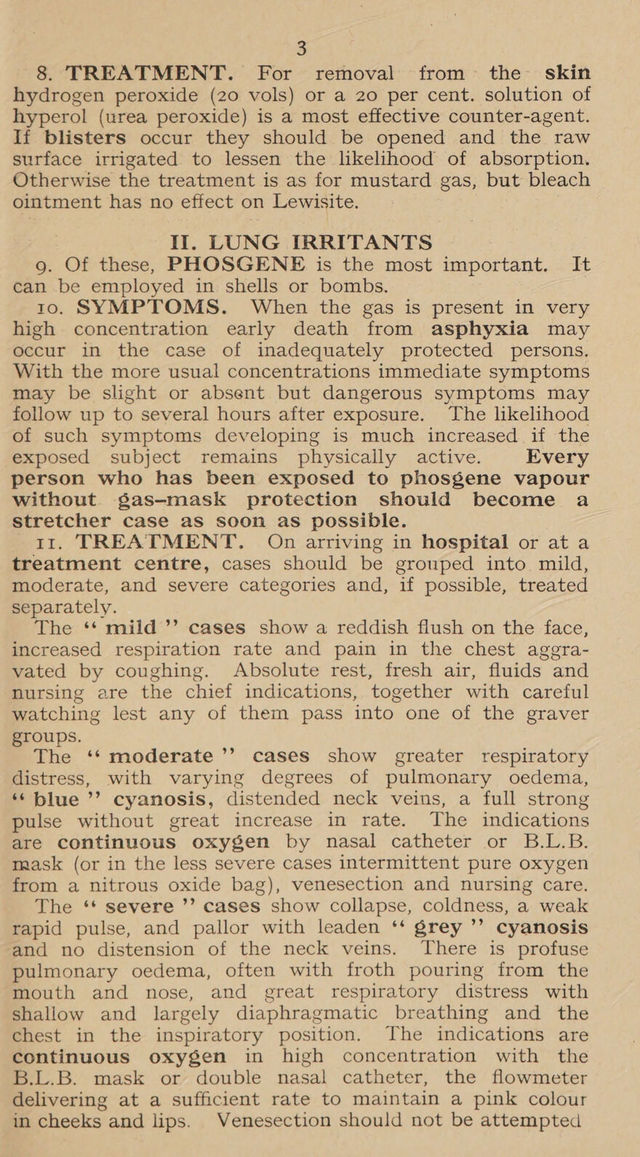 3
8. TREATMENT. For removal from the skin
hydrogen peroxide (20 vols) or a 20 per cent. solution of
hyperol (urea peroxide) is a most effective counter-agent.
If blisters occur they should be opened and the raw
surface irrigated to lessen the likelihood of absorption.
Otherwise the treatment is as for mustard gas, but bleach
ointment has no effect on Lewisite.
II. LUNG IRRITANTS
9. Of these, PHOSGENE is the most important. It
can be employed in shells or bombs.
10. SYMPTOMS. When the gas is present in very
high concentration early death from asphyxia may
occur in the case of inadequately protected persons.
With the more usual concentrations immediate symptoms
may be slight or absent but dangerous symptoms may
follow up to several hours after exposure. The likelihood
of such symptoms developing is much increased if the
exposed subject remains physically active. Every
person who has been exposed to phosgene vapour
without gas-mask protection should become a
stretcher case as soon as possible.
11. TREATMENT. On arriving in hospital or at a
treatment centre, cases should be grouped into mild,
moderate, and severe categories and, if possible, treated
separately.
The “ mild ” cases show a reddish flush on the face,
increased respiration rate and pain in the chest aggra-
vated by coughing. Absolute rest, fresh air, fluids and
nursing are the chief indications, together with careful
watching lest any of them pass into one of the graver
groups.
The “ moderate ” cases show greater respiratory
distress, with varying degrees of pulmonary oedema,
“ blue ” cyanosis, distended neck veins, a full strong
pulse without great increase in rate. The indications
are continuous oxygen by nasal catheter or B.L.B.
mask (or in the less severe cases intermittent pure oxygen
from a nitrous oxide bag), venesection and nursing care.
The “ severe ” cases show collapse, coldness, a weak
rapid pulse, and pallor with leaden “ grey ” cyanosis
and no distension of the neck veins. There is profuse
pulmonary oedema, often with froth pouring from the
mouth and nose, and great respiratory distress with
shallow and largely diaphragmatic breathing and the
chest in the inspiratory position. The indications are
continuous oxygen in high concentration with the
B.L.B. mask or double nasal catheter, the flowmeter
delivering at a sufficient rate to maintain a pink colour
in cheeks and lips. Venesection should not be attempted